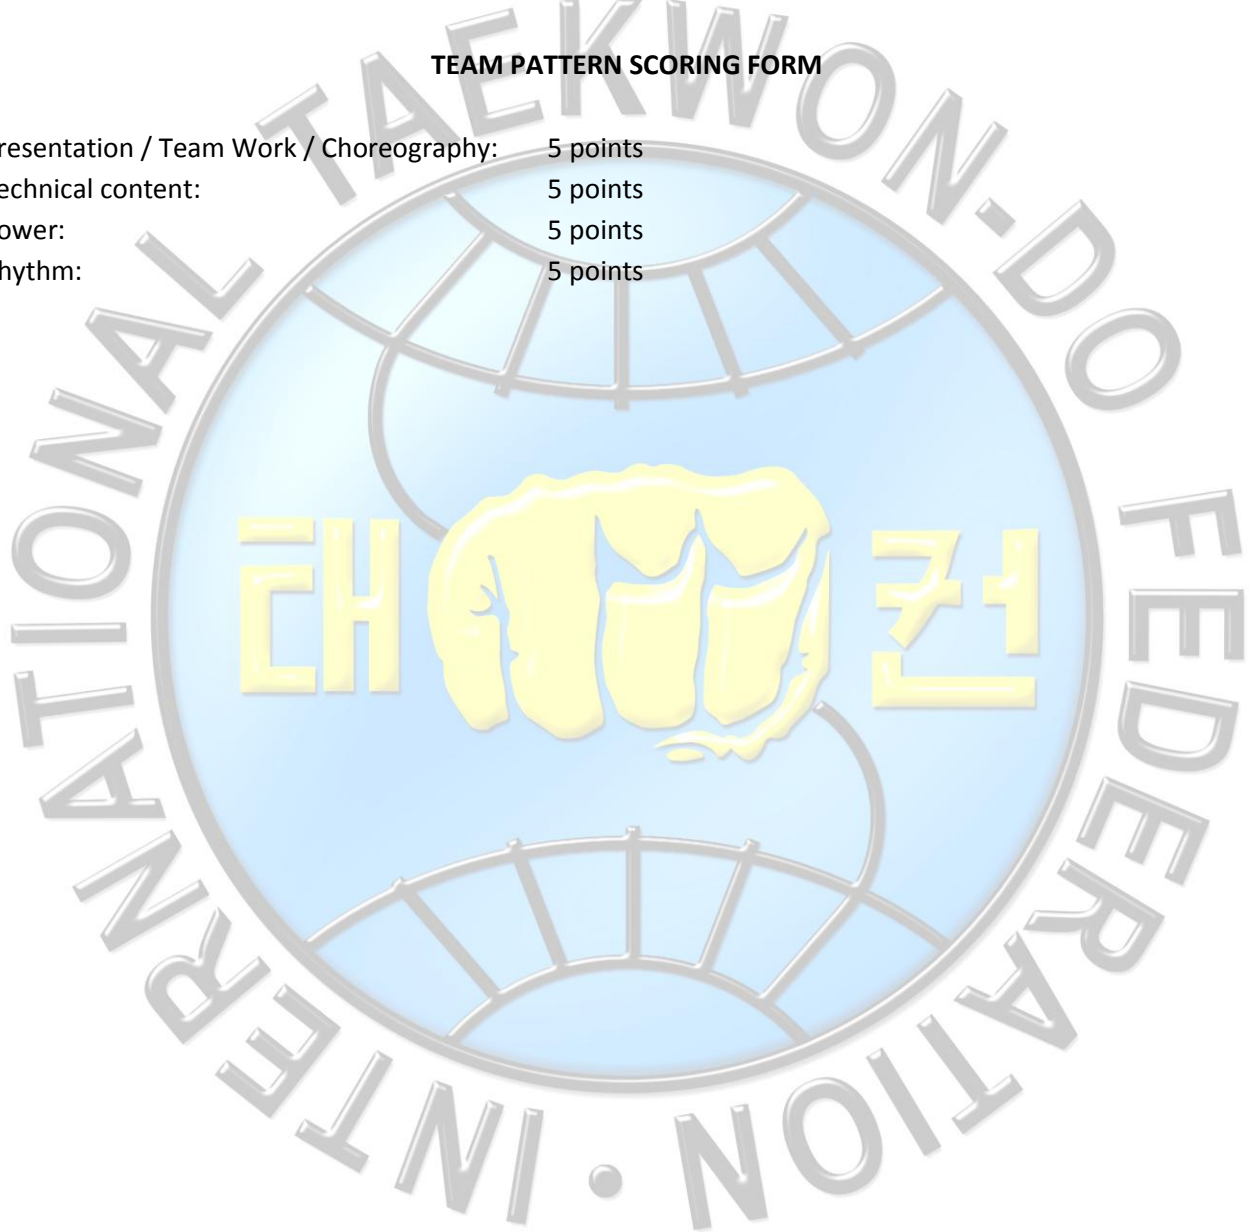 TEAM PATTERN SCORING FORM
resentation / Team Work / Choreography: 5 points
echnical content: 5 points
ower: 5 points
hythm: 5 points
INTERNATIONAL TAEKWON-DO FEDERATION •
태 권